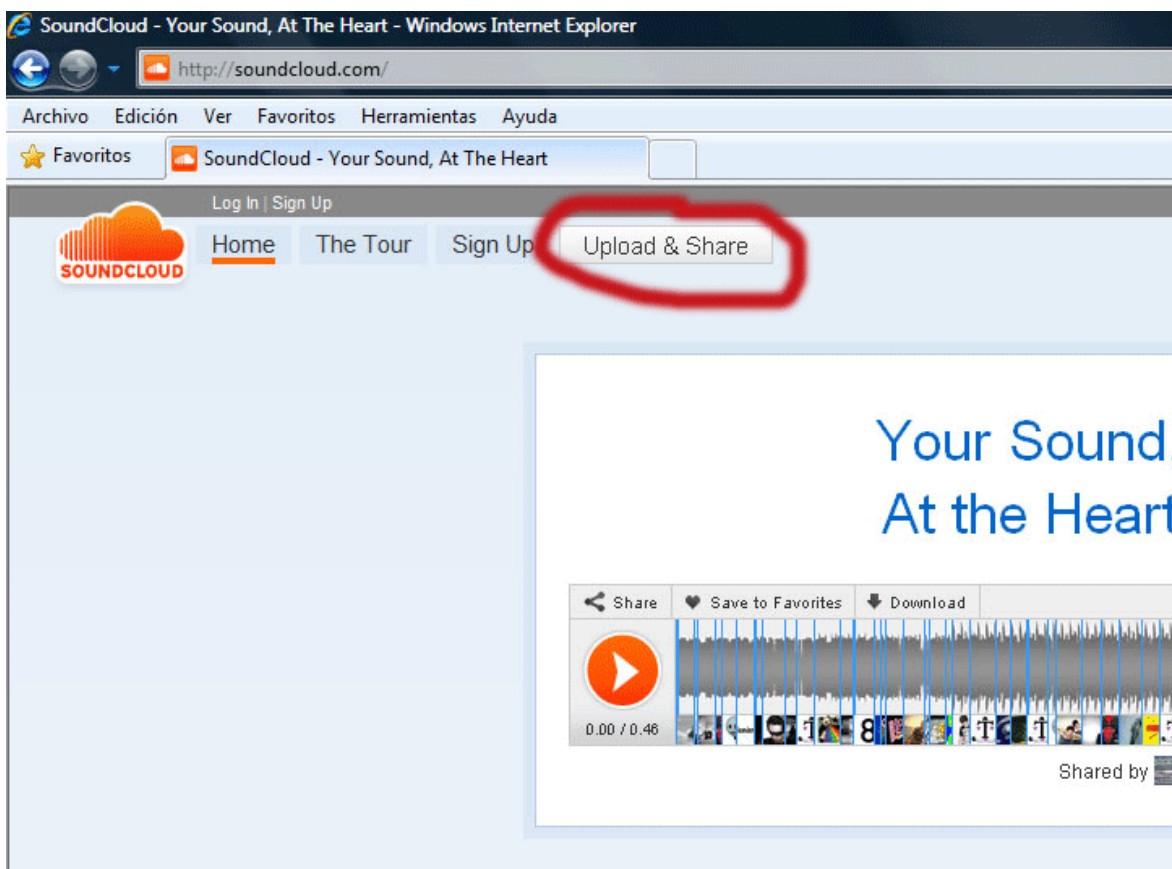 SoundCloud - Your Sound, At The Heart - Windows Internet Explorer
http://soundcloud.com/
Archivo Edición Ver Favoritos Herramientas Ayuda
Favoritos SoundCloud - Your Sound, At The Heart
Log In | Sign Up
SOUNDCLOUD Home The Tour Sign Up Upload & Share
Your Sound.
At the Heart
Share Save to Favorites Download
0.00 / 0.46
Shared by